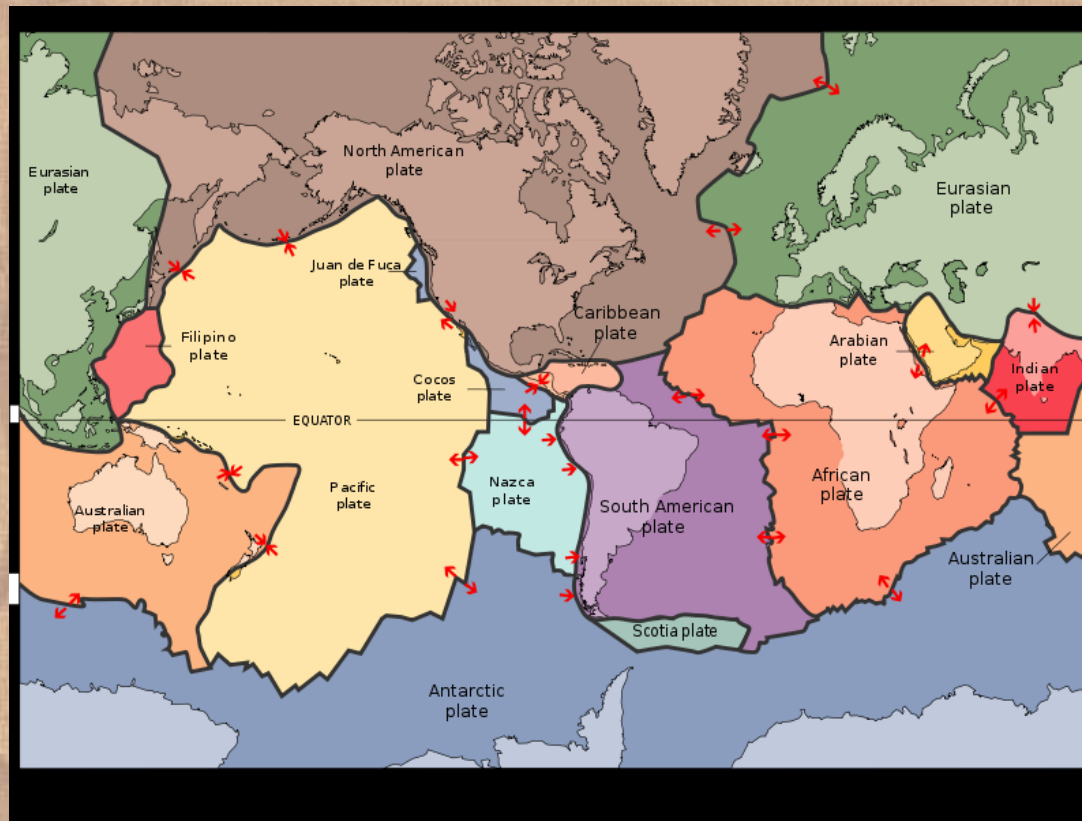 North American
plate
Eurasian
plate
Eurasian
plate
Juan de Fuca
plate
Caribbean
plate
Filipino
plate
Arabian
plate
Indian
plate
Cocos
plate
EQUATOR
Nazca
plate
Pacific
plate
African
plate
South American
plate
Australian
plate
Australian
plate
Scotia plate
Antarctic
plate